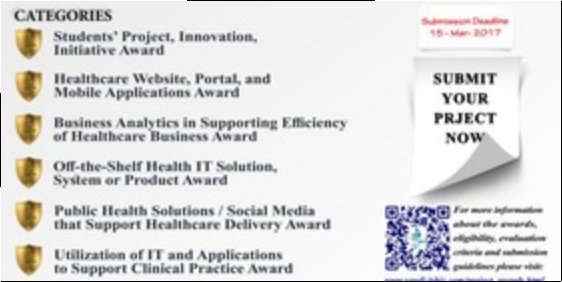 CATEGORIES
Students' Project, Innovation,
Initiative Award
Healthcare Website, Portal, and
Mobile Applications Award
Business Analytics in Supporting Efficiency
of Healthcare Business Award
Off-the-Shelf Health IT Solution,
System or Product Award
Public Health Solutions / Social Media
that Support Healthcare Delivery Award
Utilization of IT and Applications
to Support Clinical Practice Award
Submission Deadline
15 - Mar- 2017
SUBMIT
YOUR
PRJECT
NOW
For more information
about the awards,
eligibility, evaluation
criteria and submission
guidelines please visit: